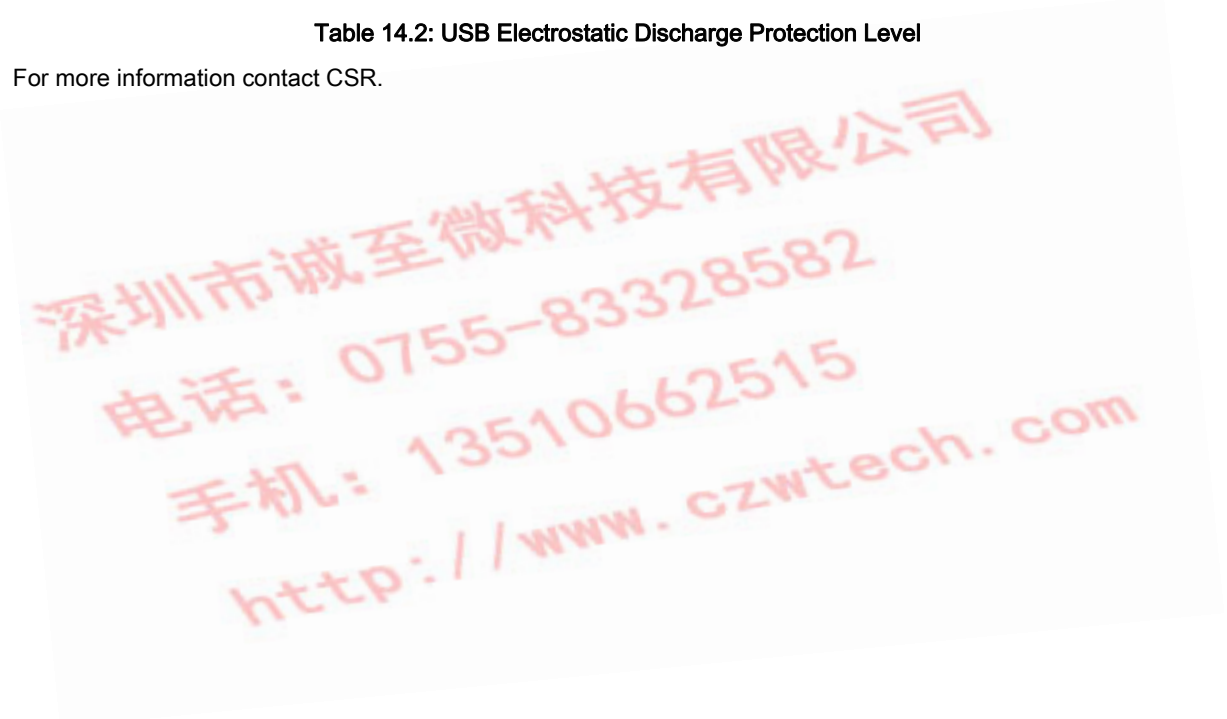 Table 14.2: USB Electrostatic Discharge Protection Level
For more information contact CSR.
深圳市诚至微科技有限公司
电话：0755-83328582
手机：13510662515
http://www.czwtech.com